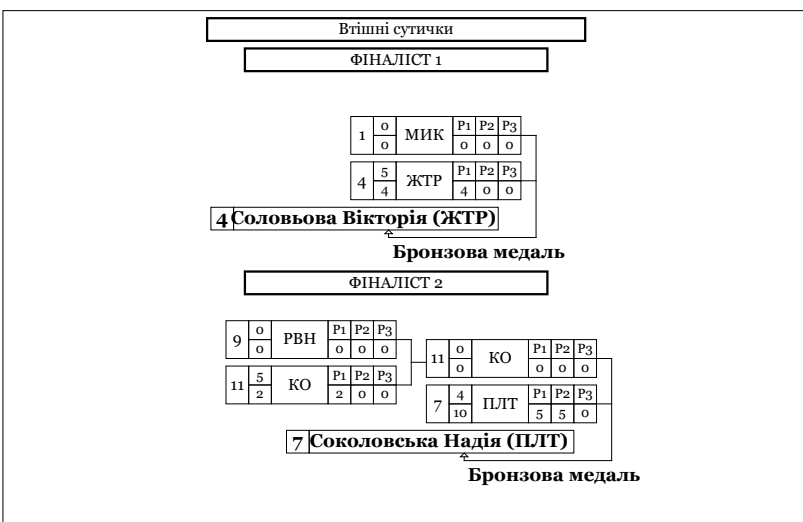 Втішні сутички
ФІНАЛІСТ 1
1 0 0 МИК Р1 Р2 Р3 0 0 0
4 5 4 ЖТР Р1 Р2 Р3 4 0 0
4 Соловьова Вікторія (ЖТР)
Бронзова медаль
ФІНАЛІСТ 2
9 0 0 РВН Р1 Р2 Р3 0 0 0
11 5 2 КО Р1 Р2 Р3 2 0 0
11 0 0 КО Р1 Р2 Р3 0 0 0
7 4 10 ПЛТ Р1 Р2 Р3 5 5 0
7 Соколовська Надія (ПЛТ)
Бронзова медаль